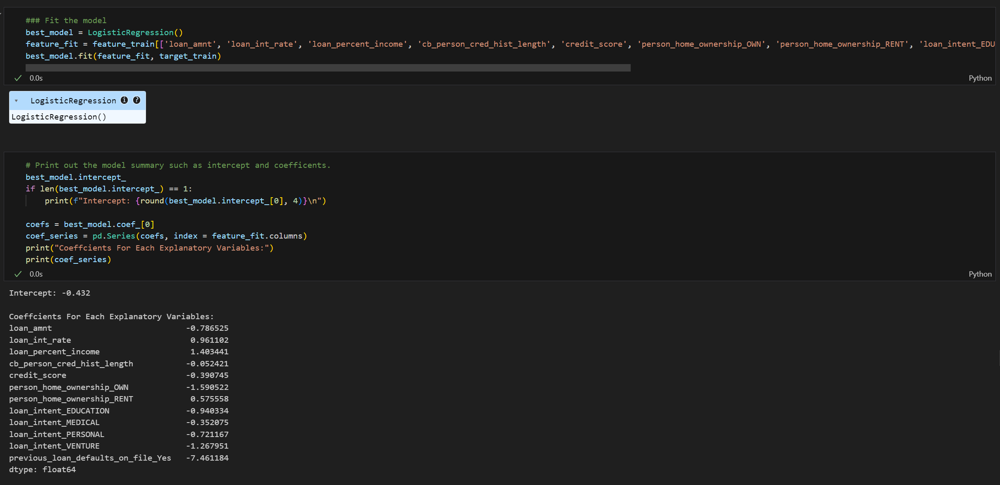 ### Fit the model
best_model = LogisticRegression()
feature_fit = feature_train[['loan_amnt', 'loan_int_rate', 'loan_percent_income', 'cb_person_cred_hist_length', 'credit_score', 'person_home_ownership_OWN', 'person_home_ownership_RENT', 'loan_intent_EDU
best_model.fit(feature_fit, target_train)
0.0s
Python
LogisticRegression i ?
LogisticRegression()
# Print out the model summary such as intercept and coefficents.
best_model.intercept_
if len(best_model.intercept_) == 1:
    print(f"Intercept: {round(best_model.intercept_[0], 4)}\n")
coefs = best_model.coef_[0]
coef_series = pd.Series(coefs, index = feature_fit.columns)
print("Coeffcients For Each Explanatory Variables:")
print(coef_series)
0.0s
Python
Intercept: -0.432
Coeffcients For Each Explanatory Variables:
loan_amnt -0.786525
loan_int_rate 0.961102
loan_percent_income 1.403441
cb_person_cred_hist_length -0.052421
credit_score -0.390745
person_home_ownership_OWN -1.590522
person_home_ownership_RENT 0.575558
loan_intent_EDUCATION -0.940334
loan_intent_MEDICAL -0.352075
loan_intent_PERSONAL -0.721167
loan_intent_VENTURE -1.267951
previous_loan_defaults_on_file_Yes -7.461184
dtype: float64